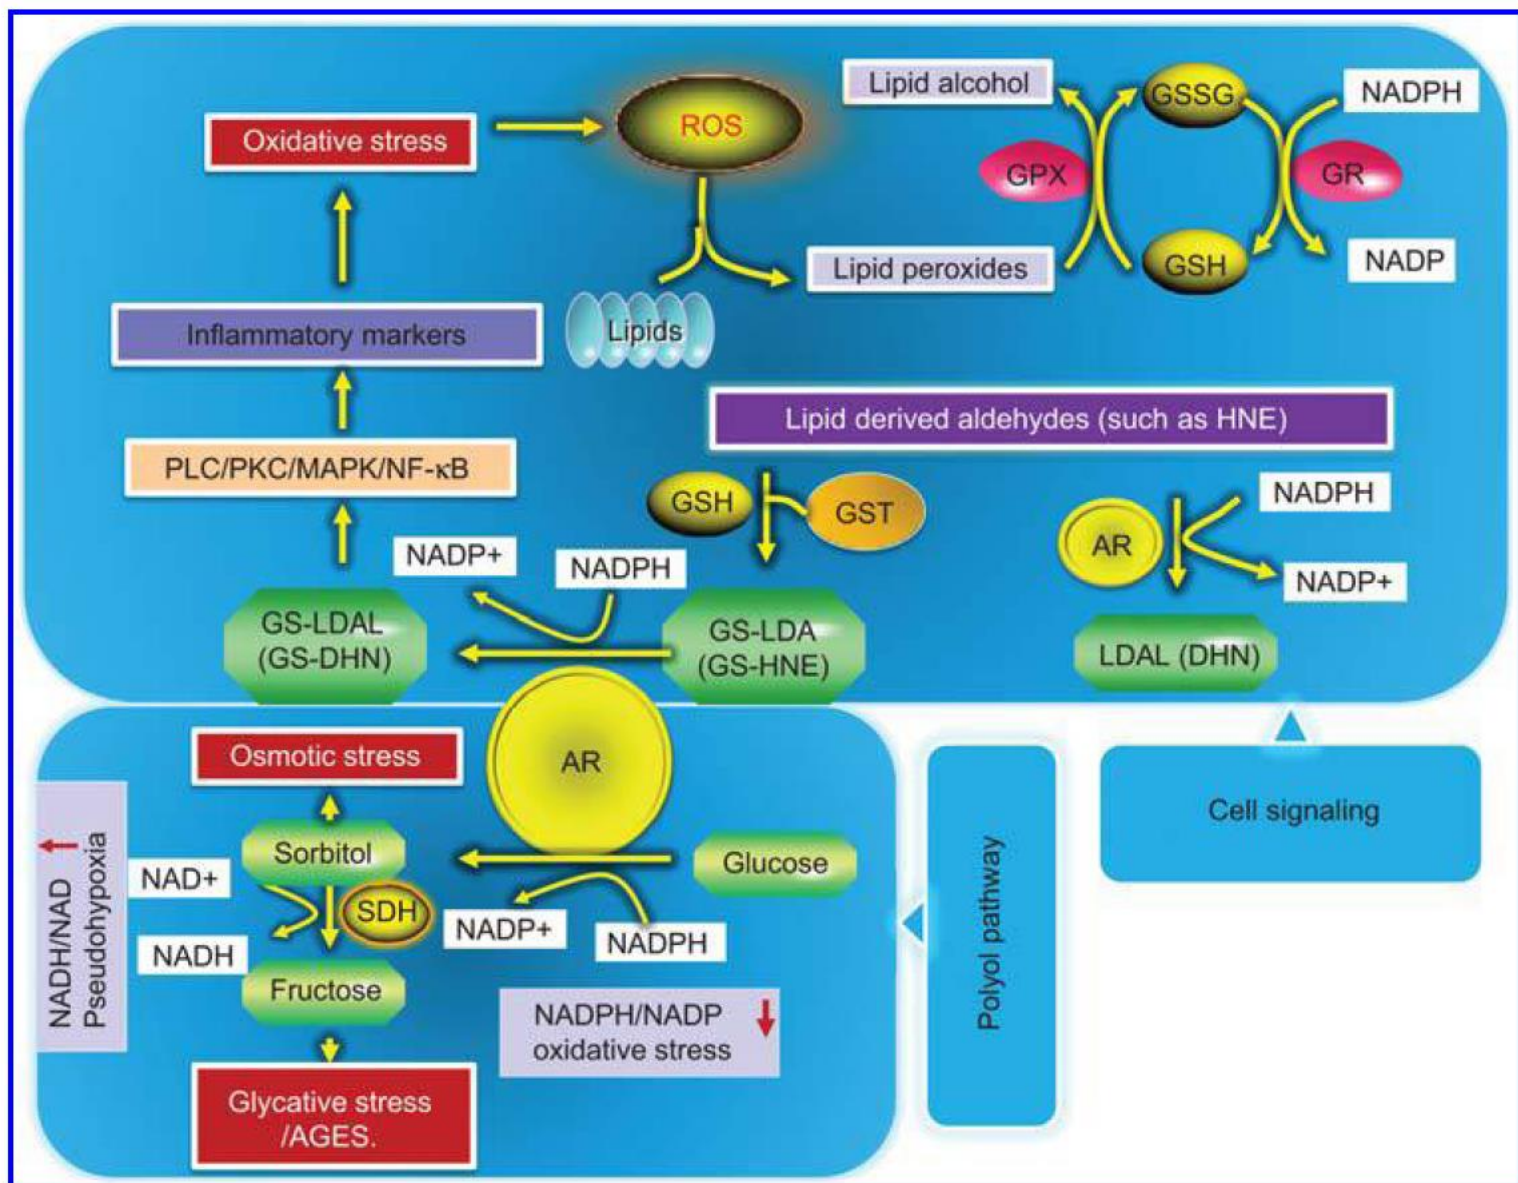 Lipid alcohol
GSSG
NADPH
Oxidative stress
ROS
GPX
GR
Lipid peroxides
GSH
NADP
Inflammatory markers
Lipids
Lipid derived aldehydes (such as HNE)
PLC/PKC/MAPK/NF-κB
GSH
GST
NADPH
AR
NADP+
NADP+
NADPH
GS-LDAL
(GS-DHN)
GS-LDA
(GS-HNE)
LDAL (DHN)
Osmotic stress
AR
Cell signaling
Polyol pathway
NADH/NAD
Pseudohypoxia
Sorbitol
Glucose
NAD+
SDH
NADP+
NADPH
NADH
Fructose
NADPH/NADP
oxidative stress
Glycative stress
/AGES.